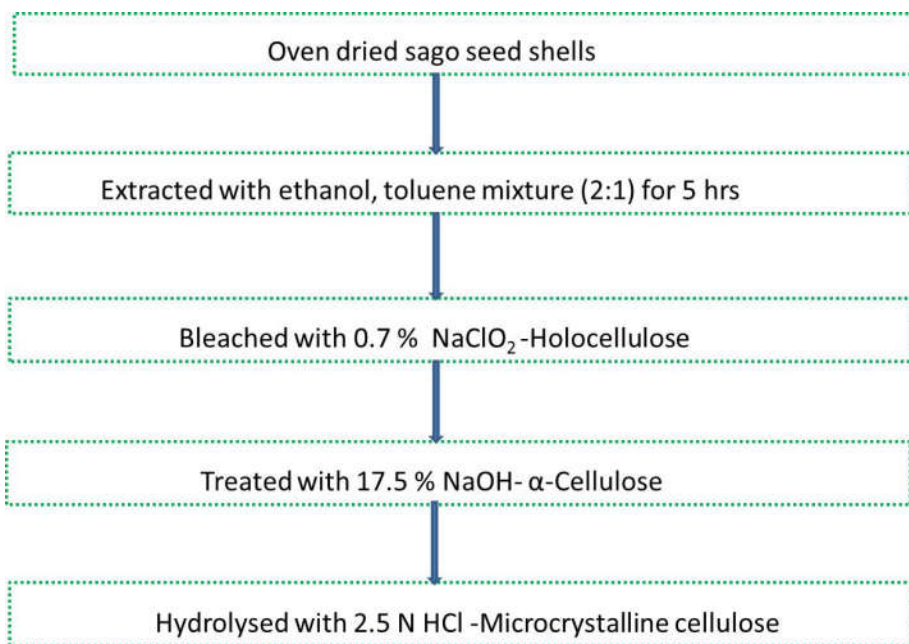 Oven dried sago seed shells
Extracted with ethanol, toluene mixture (2:1) for 5 hrs
Bleached with 0.7 % NaClO₂-Holocellulose
Treated with 17.5 % NaOH- α-Cellulose
Hydrolysed with 2.5 N HCl -Microcrystalline cellulose